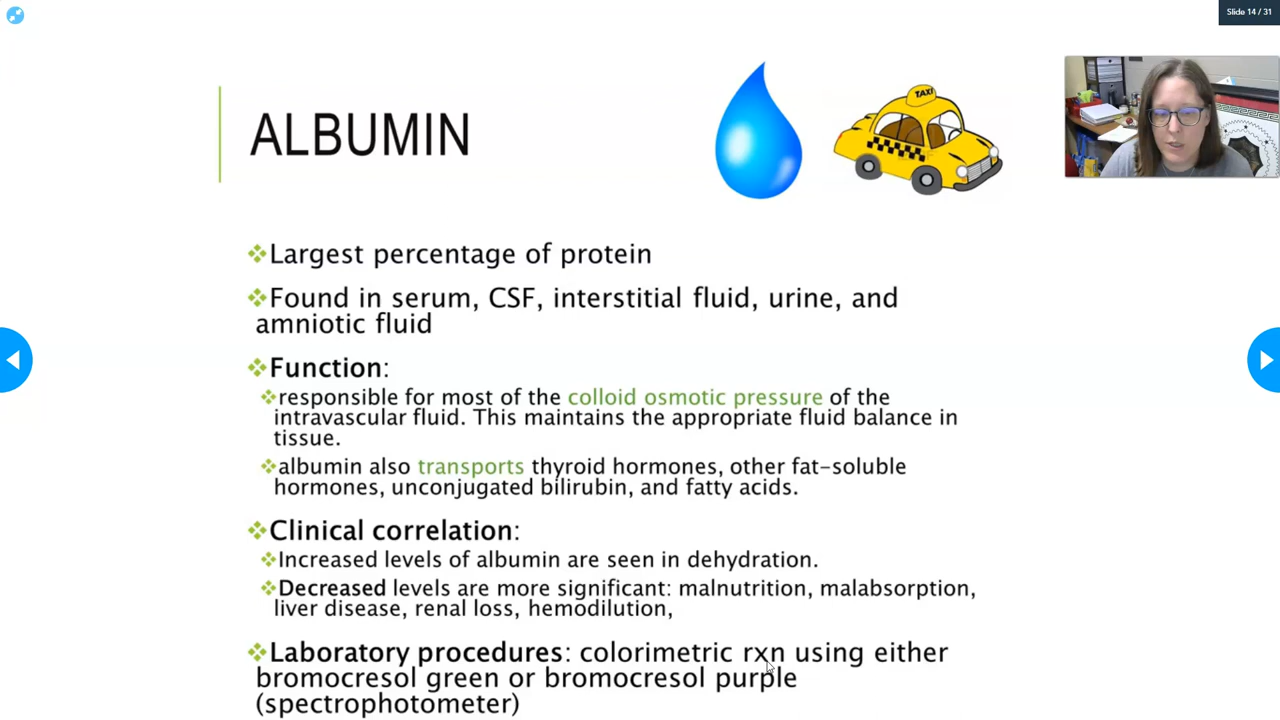 Slide 14 / 31
ALBUMIN
TAXI
❖Largest percentage of protein
❖Found in serum, CSF, interstitial fluid, urine, and
amniotic fluid
❖Function:
❖responsible for most of the colloid osmotic pressure of the
intravascular fluid. This maintains the appropriate fluid balance in
tissue.
❖albumin also transports thyroid hormones, other fat-soluble
hormones, unconjugated bilirubin, and fatty acids.
❖Clinical correlation:
❖Increased levels of albumin are seen in dehydration.
❖Decreased levels are more significant: malnutrition, malabsorption,
liver disease, renal loss, hemodilution,
❖Laboratory procedures: colorimetric rxn using either
bromocresol green or bromocresol purple
(spectrophotometer)